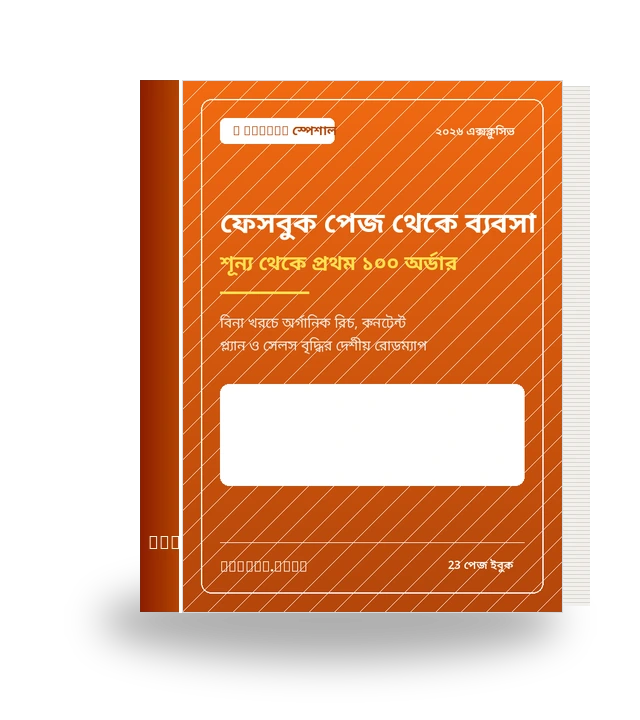 স্পেশাল
২০২৬ এক্সক্লুসিভ
ফেসবুক পেজ থেকে ব্যবসা
শূন্য থেকে প্রথম ১০০ অর্ডার
বিনা খরচে অর্গানিক রিচ, কনটেন্ট
প্ল্যান ও সেলস বৃদ্ধির দেশীয় রোডম্যাপ
23 পেজ ইবুক